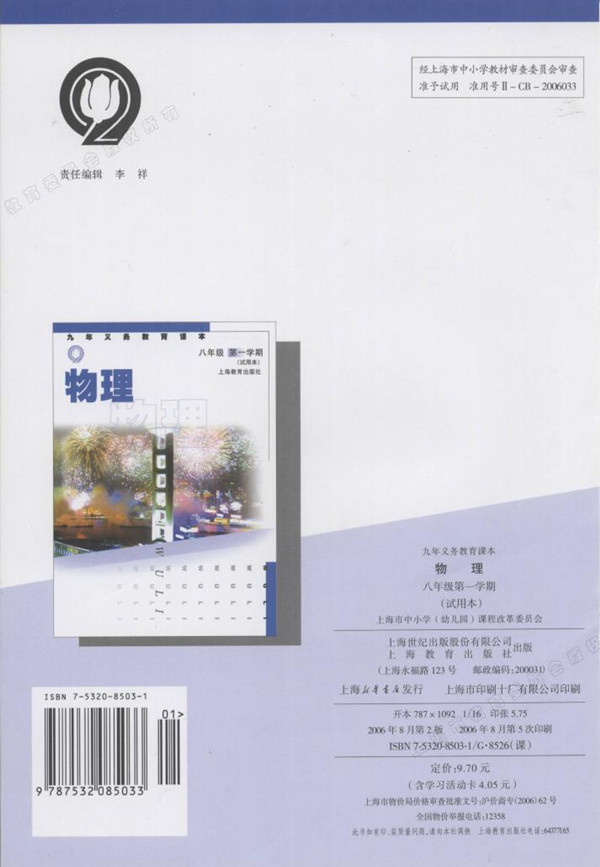 经上海市中小学教材审查委员会审查
准予试用 准用号Ⅱ-CB-2006033
责任编辑 李 祥
九年义务教育课本
八年级 第一学期
(试用本)
上海教育出版社
物理
物理
WULI
九年义务教育课本
物 理
八年级第一学期
(试用本)
上海市中小学(幼儿园)课程改革委员会
上海世纪出版股份有限公司
上海教育出版社 出版
(上海永福路123号 邮政编码:200031)
上海新华书店发行 上海市印刷十厂有限公司印刷
开本 787×1092 1/16 印张 5.75
2006年8月第2版 2006年8月第5次印刷
ISBN 7-5320-8503-1/G·8526(课)
定价:9.70元
(含学习活动卡4.05元)
上海市物价局价格审查批准文号:沪价商专(2006)62号
全国物价举报电话:12358
此书如有印、装质量问题,请向本社调换 上海教育出版社电话:64377165
ISBN 7-5320-8503-1
01>
9 787532 085033